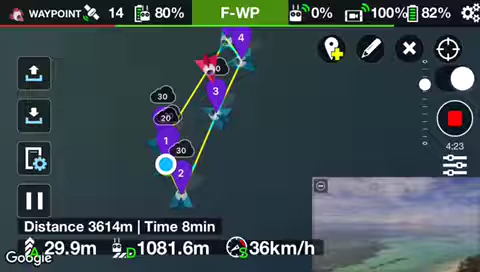 WAYPOINT 14 80% F-WP 0% 100% 82%
4
30
3
20
1
30
2
4:23
Distance 3614m | Time 8min
A 29.9m D 1081.6m S 36km/h
Google